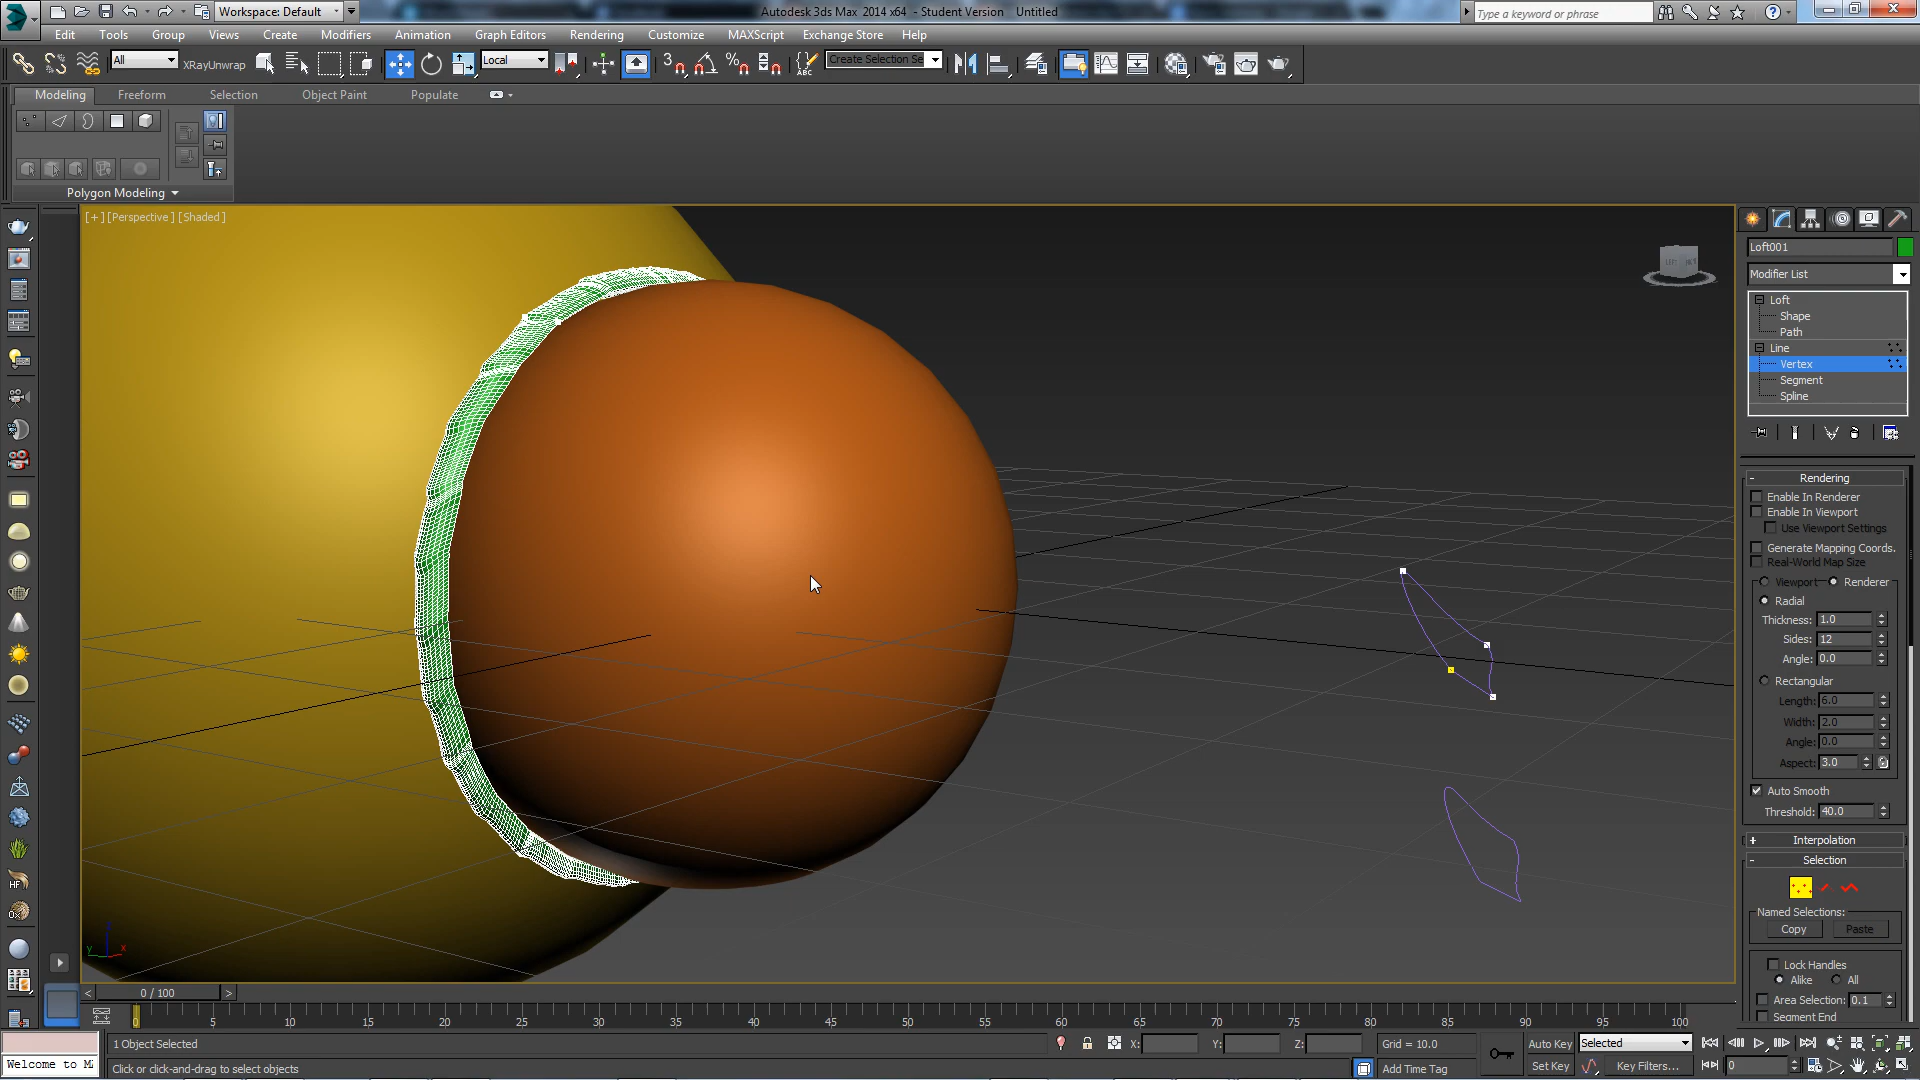 Workspace: Default
Autodesk 3ds Max 2014 x64 - Student Version Untitled
Type a keyword or phrase
Edit Tools Group Views Create Modifiers Animation Graph Editors Rendering Customize MAXScript Exchange Store Help
All
XRayUnwrap
Local
3
Create Selection Se
Modeling Freeform Selection Object Paint Populate
Polygon Modeling
[+][Perspective][Shaded]
Loft001
Modifier List
Loft
Shape
Path
Line
Vertex
Segment
Spline
Rendering
Enable In Renderer
Enable In Viewport
Use Viewport Settings
Generate Mapping Coords.
Real-World Map Size
Viewport Renderer
Radial
Thickness: 1.0
Sides: 12
Angle: 0.0
Rectangular
Length: 6.0
Width: 2.0
Angle: 0.0
Aspect: 3.0
Auto Smooth
Threshold: 40.0
Interpolation
Selection
Named Selections:
Copy Paste
Lock Handles
Alike All
Area Selection: 0.1
Segment End
HF
Ox
z
y x
0 / 100
0 5 10 15 20 25 30 35 40 45 50 55 60 65 70 75 80 85 90 95 100
1 Object Selected
X: Y: Z:
Grid = 10.0
Auto Key Selected
Welcome to M
Click or click-and-drag to select objects
Add Time Tag
Set Key Key Filters...
0